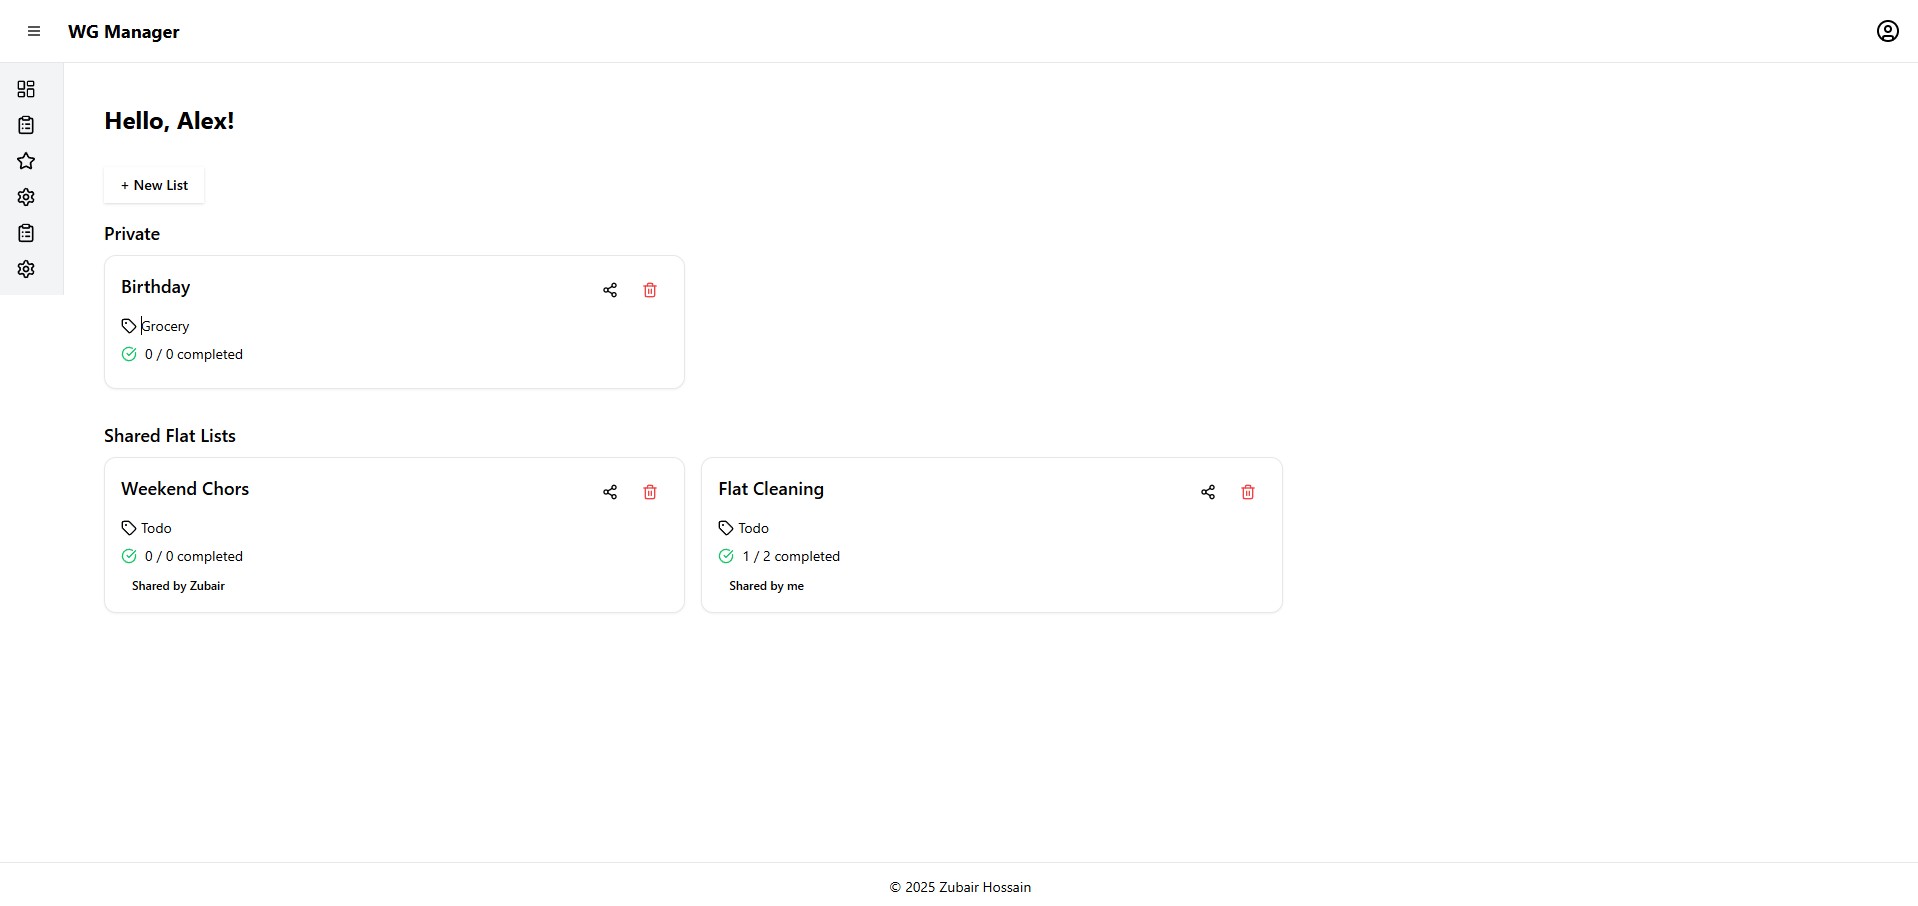 WG Manager
Hello, Alex!
+ New List
Private
Birthday
Grocery
0 / 0 completed
Shared Flat Lists
Weekend Chors
Todo
0 / 0 completed
Shared by Zubair
Flat Cleaning
Todo
1 / 2 completed
Shared by me
© 2025 Zubair Hossain